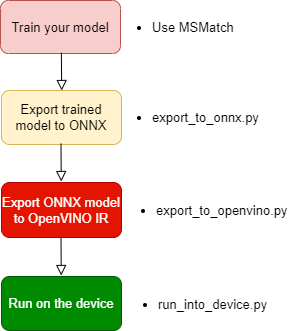 Train your model
• Use MSMatch
Export trained
model to ONNX
• export_to_onnx.py
Export ONNX model
to OpenVINO IR
• export_to_openvino.py
Run on the device
• run_into_device.py